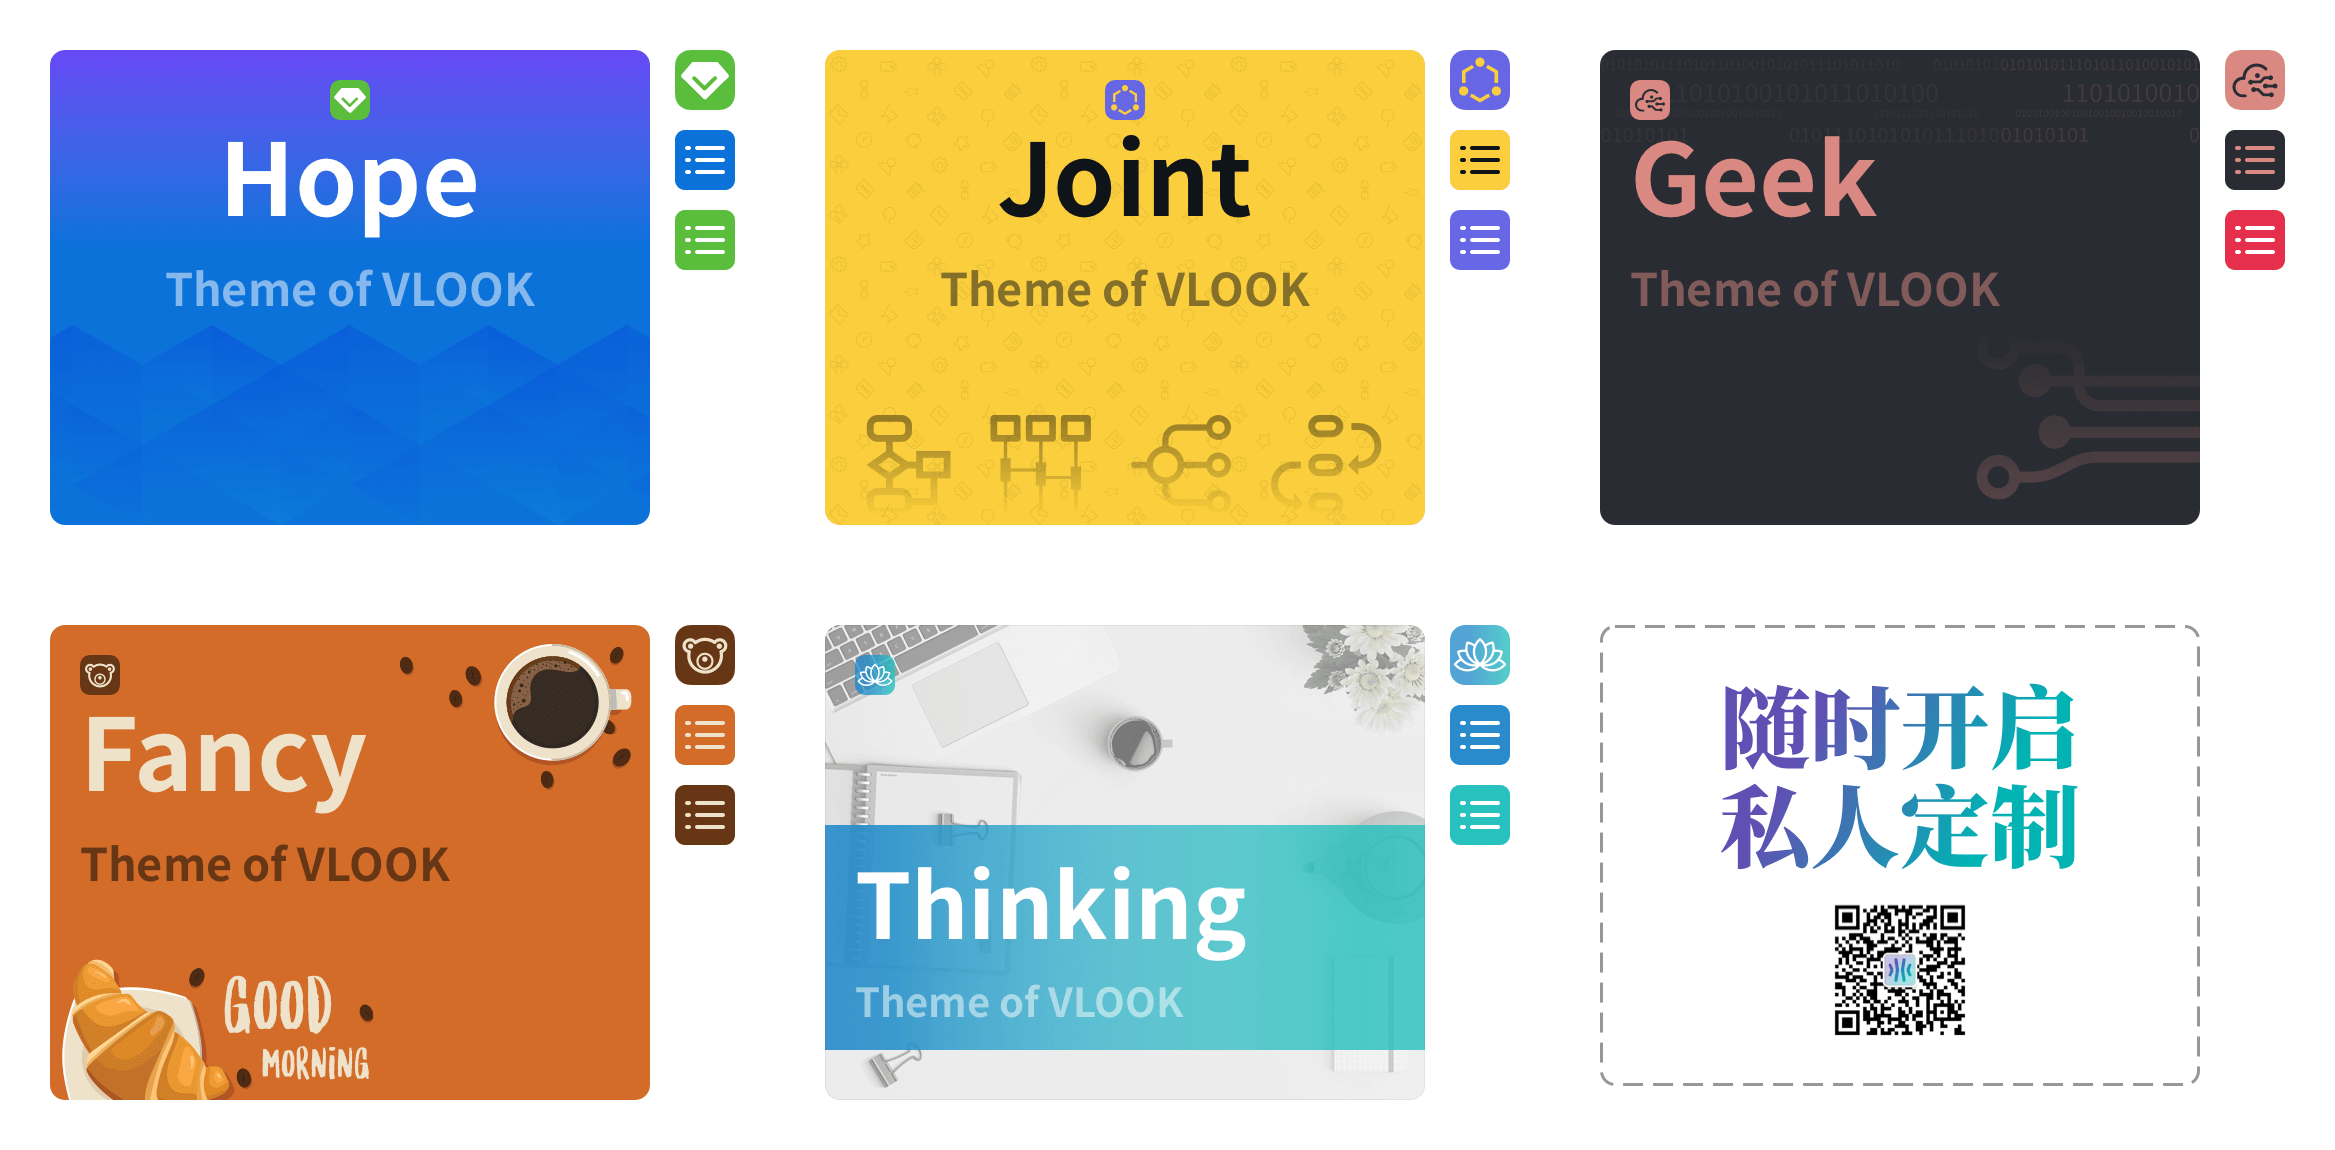 Hope
Theme of VLOOK
Joint
Theme of VLOOK
Geek
Theme of VLOOK
Fancy
Theme of VLOOK
GOOD
MORNING
Thinking
Theme of VLOOK
随时开启
私人定制